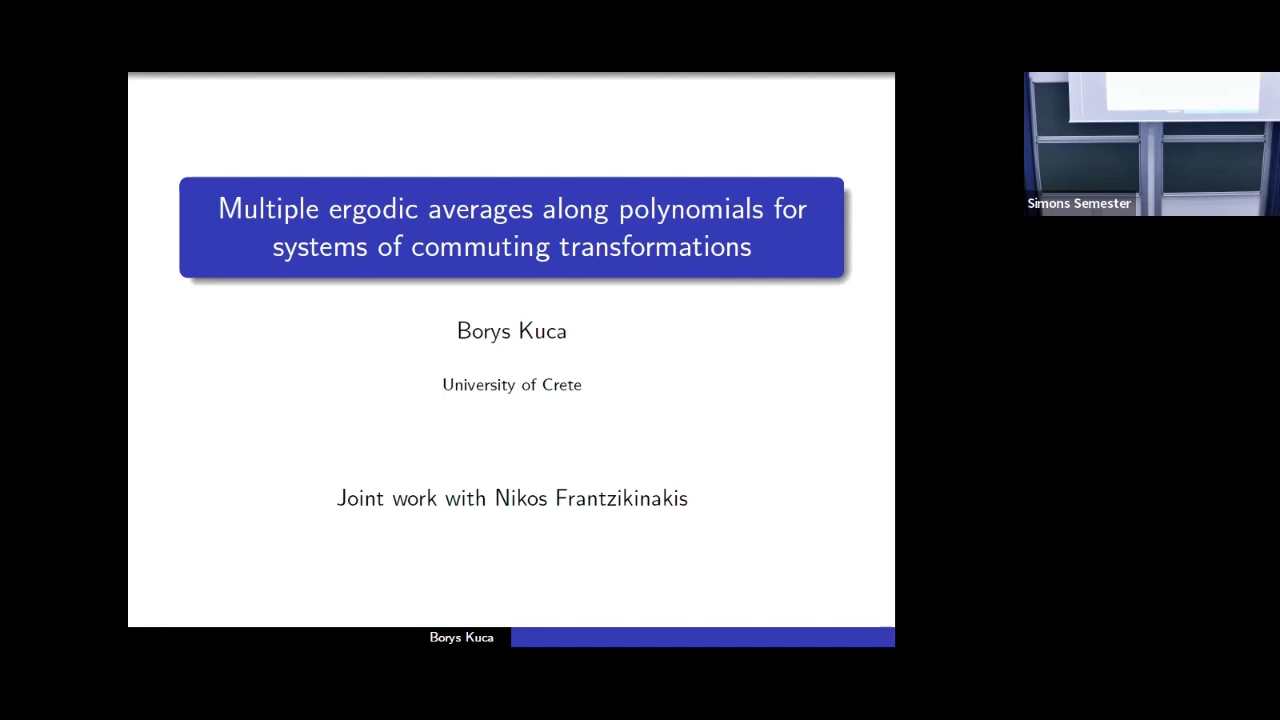 Multiple ergodic averages along polynomials for
systems of commuting transformations
Borys Kuca
University of Crete
Joint work with Nikos Frantzikinakis
Borys Kuca
Simons Semester